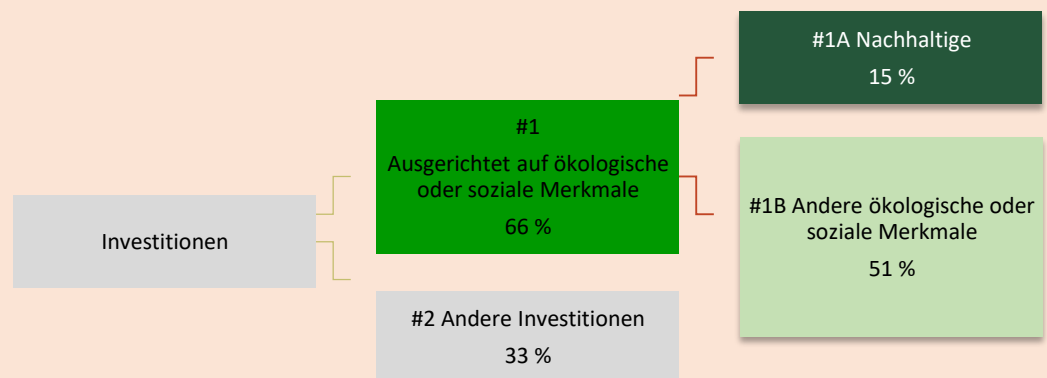 Investitionen
#1
Ausgerichtet auf ökologische
oder soziale Merkmale
66 %
#2 Andere Investitionen
33 %
#1A Nachhaltige
15 %
#1B Andere ökologische oder
soziale Merkmale
51 %